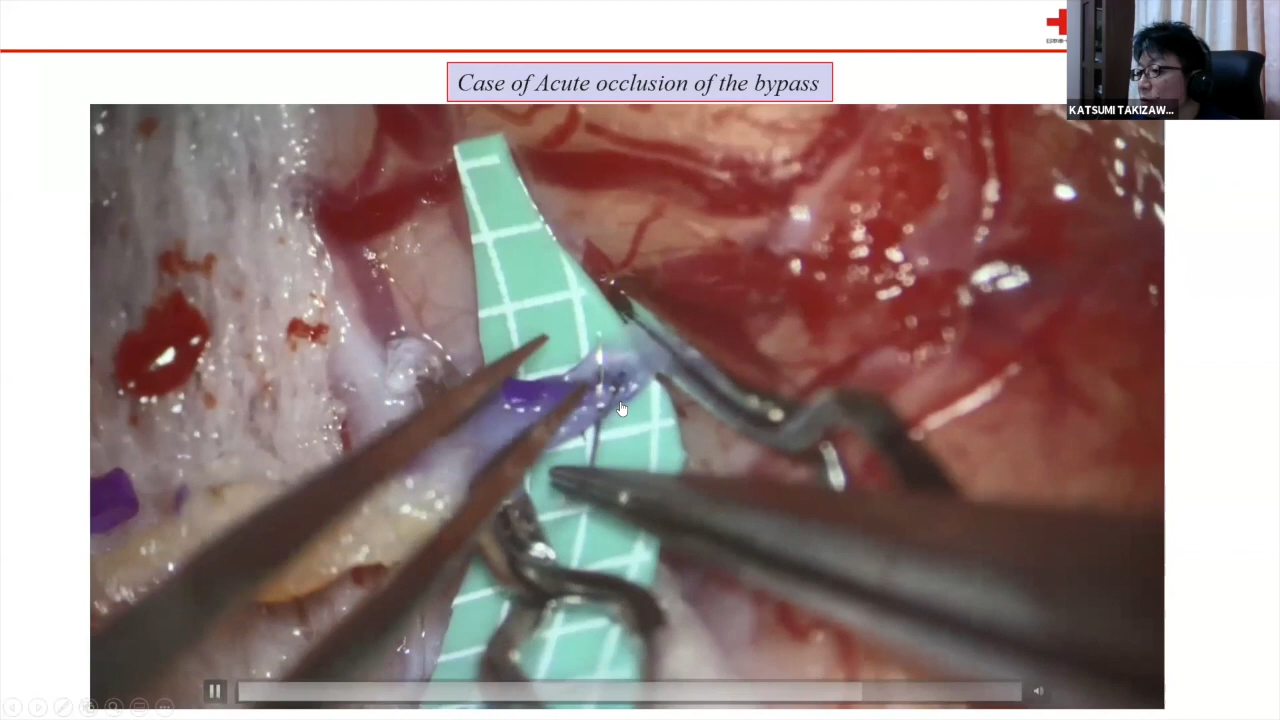 Case of Acute occlusion of the bypass
KATSUMI TAKIZAW...